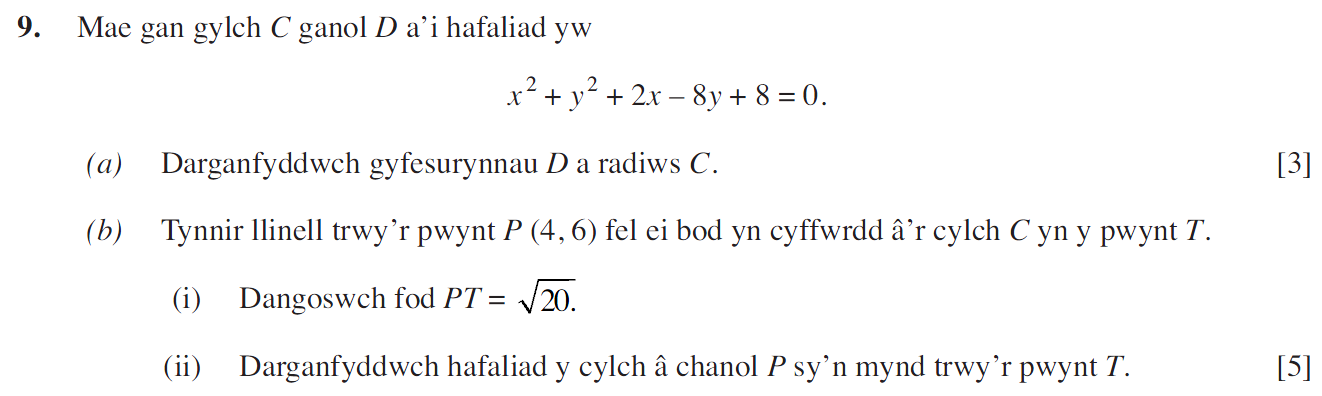 9. Mae gan gylch C ganol D a’i hafaliad yw
x² + y² + 2x – 8y + 8 = 0.
(a) Darganfyddwch gyfesurynnau D a radiws C. [3]
(b) Tynnir llinell trwy’r pwynt P (4, 6) fel ei bod yn cyffwrdd â’r cylch C yn y pwynt T.
(i) Dangoswch fod PT = √20.
(ii) Darganfyddwch hafaliad y cylch â chanol P sy’n mynd trwy’r pwynt T. [5]